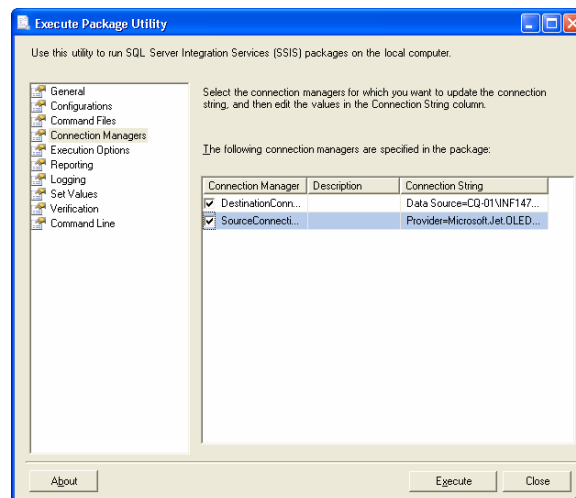 Execute Package Utility
Use this utility to run SQL Server Integration Services (SSIS) packages on the local computer.
General
Configurations
Command Files
Connection Managers
Execution Options
Reporting
Logging
Set Values
Verification
Command Line
Select the connection managers for which you want to update the connection
string, and then edit the values in the Connection String column.
The following connection managers are specified in the package:
Connection Manager Description Connection String
DestinationConn... Data Source=CQ-01\INF147...
SourceConnecti... Provider=Microsoft.Jet.OLED...
About Execute Close